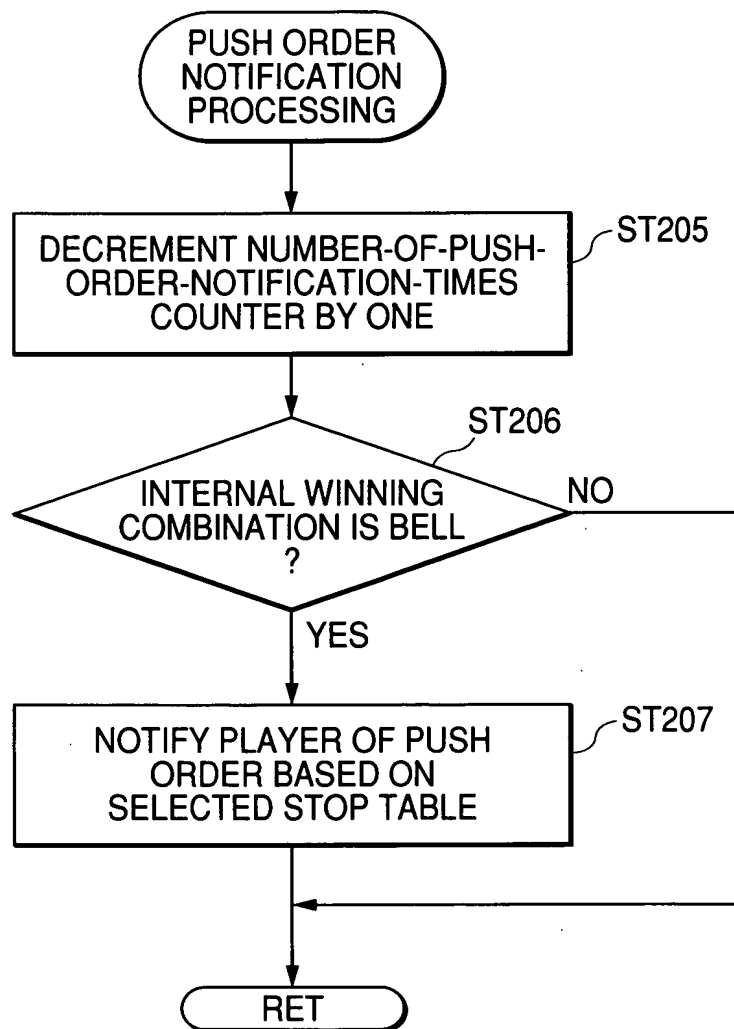 PUSH ORDER
NOTIFICATION
PROCESSING
DECREMENT NUMBER-OF-PUSH-
ORDER-NOTIFICATION-TIMES
COUNTER BY ONE
ST205
ST206
INTERNAL WINNING
COMBINATION IS BELL
?
NO
YES
NOTIFY PLAYER OF PUSH
ORDER BASED ON
SELECTED STOP TABLE
ST207
RET